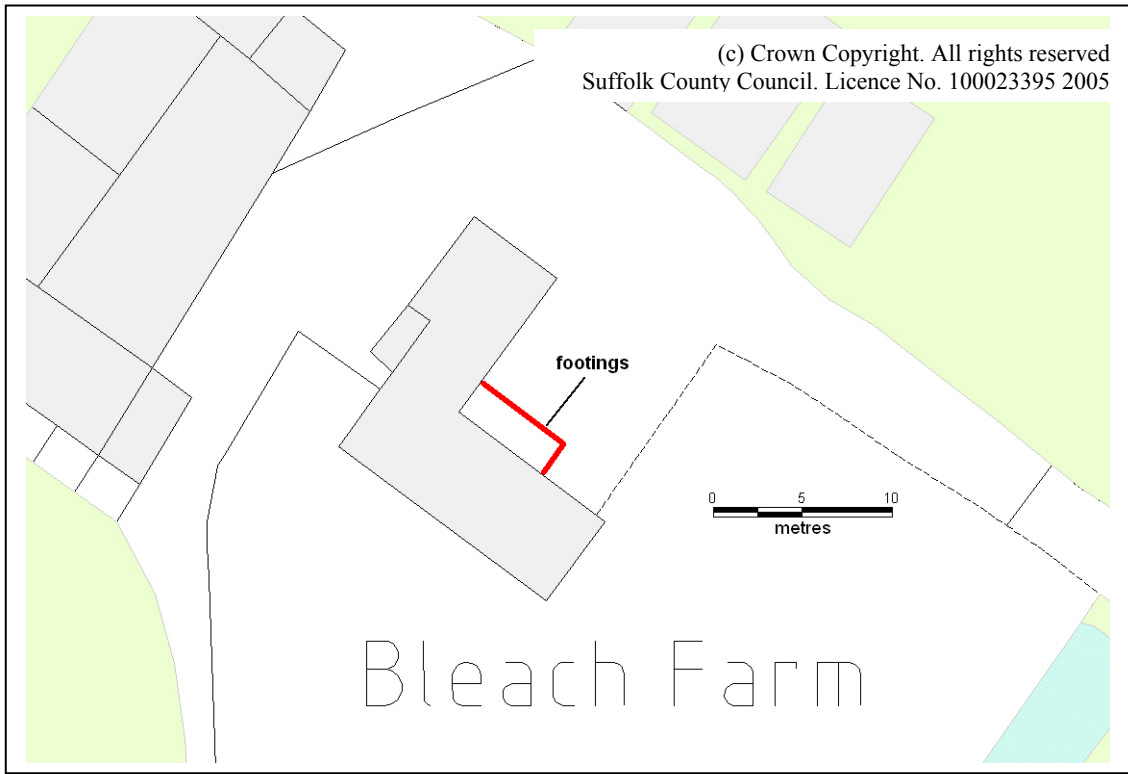 (c) Crown Copyright. All rights reserved
Suffolk County Council. Licence No. 100023395 2005
footings
0 5 10
metres
Bleach Farm